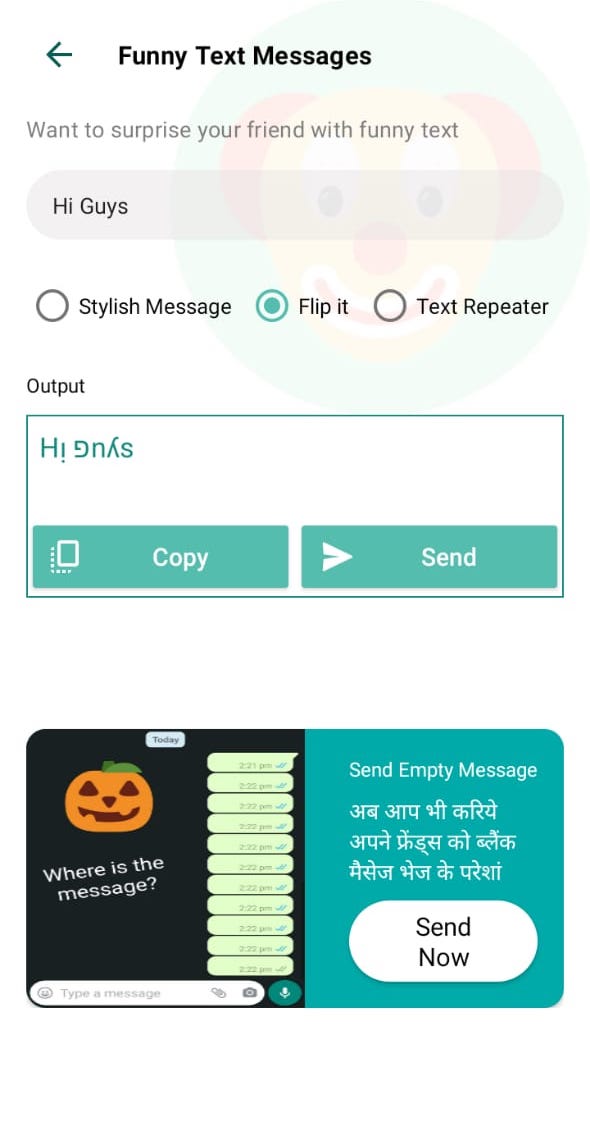 Funny Text Messages
Want to surprise your friend with funny text
Hi Guys
Stylish Message
Flip it
Text Repeater
Output
Hᴉ פnʎs
Copy
Send
Today
2:21 pm
2:22 pm
2:22 pm
2:22 pm
2:22 pm
2:22 pm
2:22 pm
2:22 pm
2:22 pm
2:22 pm
2:22 pm
Where is the
message?
Type a message
Send Empty Message
अब आप भी करिये
अपने फ्रेंड्स को ब्लैंक
मैसेज भेज के परेशां
Send
Now